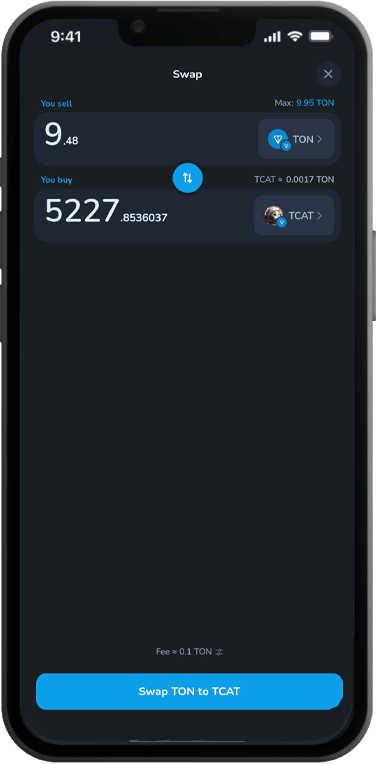 9:41
Swap
You sell Max: 9.95 TON
9.48 TON
You buy TCAT ≈ 0.0017 TON
5227.8536037 TCAT
Fee ≈ 0.1 TON
Swap TON to TCAT